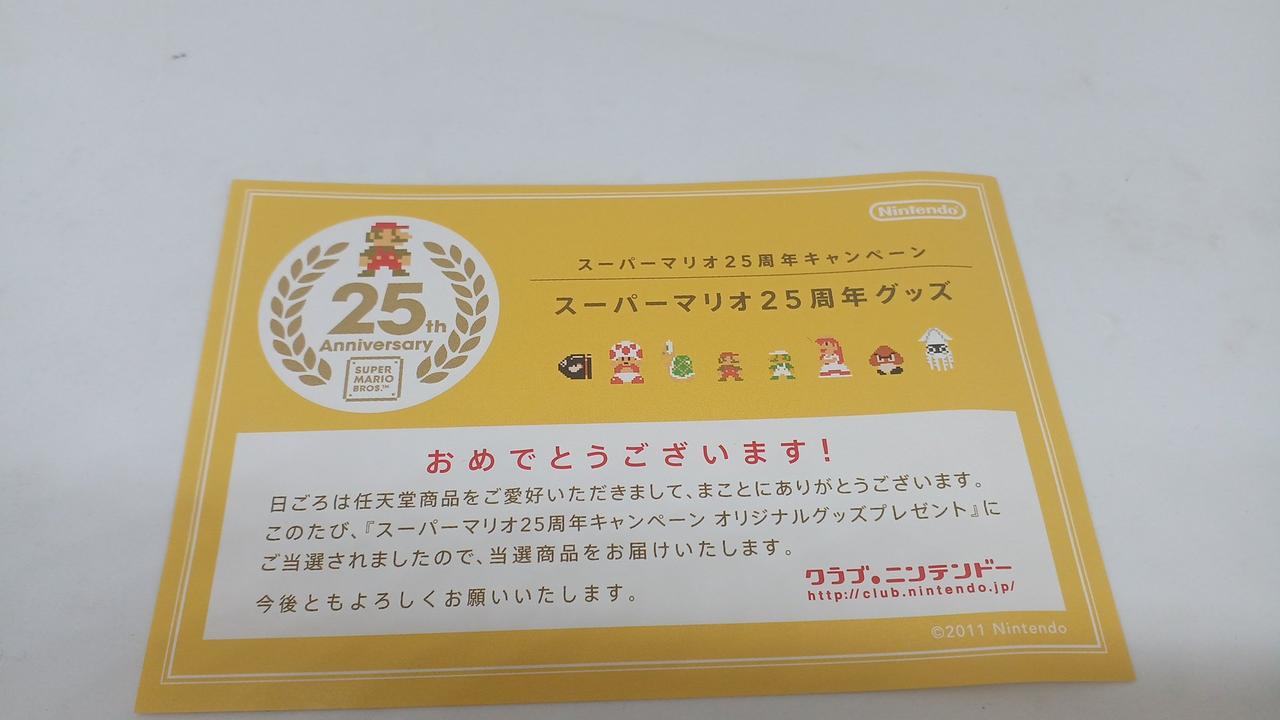 Nintendo
スーパーマリオ25周年キャンペーン
スーパーマリオ25周年グッズ
25th
Anniversary
SUPER
MARIO
BROS.™
おめでとうございます!
日ごろは任天堂商品をご愛好いただきまして、まことにありがとうございます。
このたび、『スーパーマリオ25周年キャンペーン オリジナルグッズプレゼント』に
ご当選されましたので、当選商品をお届けいたします。
今後ともよろしくお願いいたします。
クラブ・ニンテンドー
http://club.nintendo.jp/
©2011 Nintendo